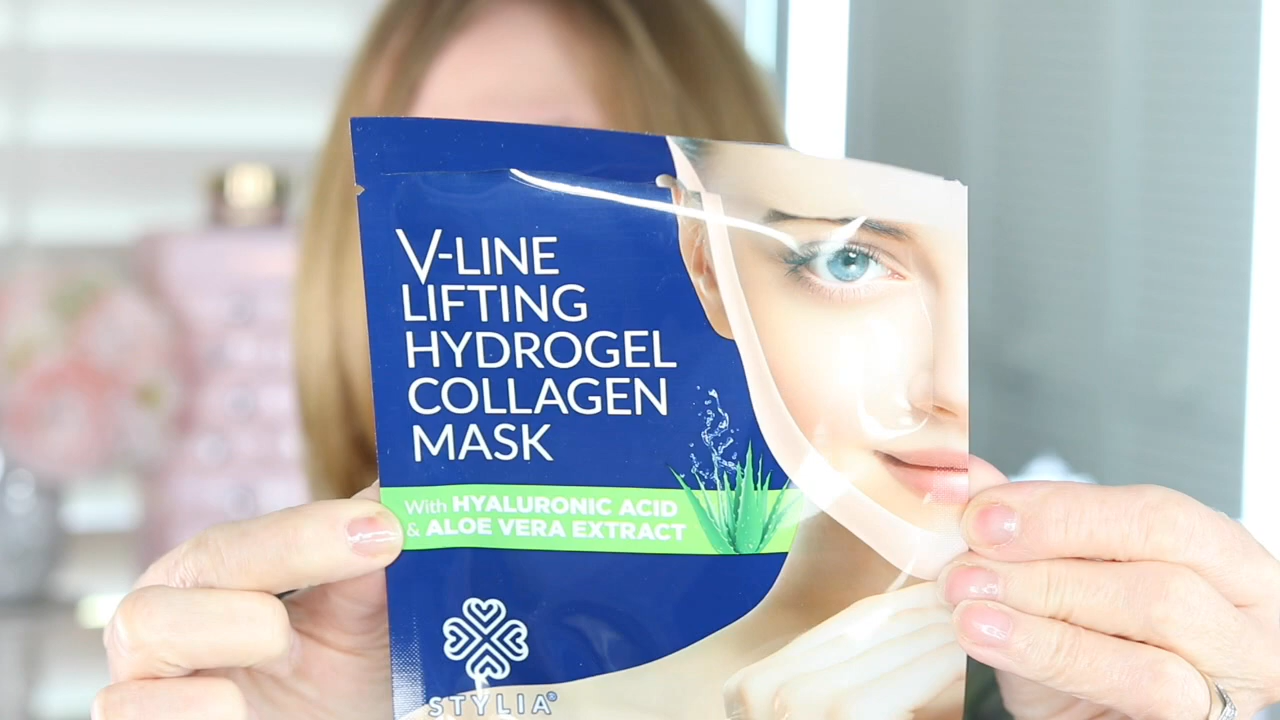 V-LINE
LIFTING
HYDROGEL
COLLAGEN
MASK
With HYALURONIC ACID
& ALOE VERA EXTRACT
STYLIA®